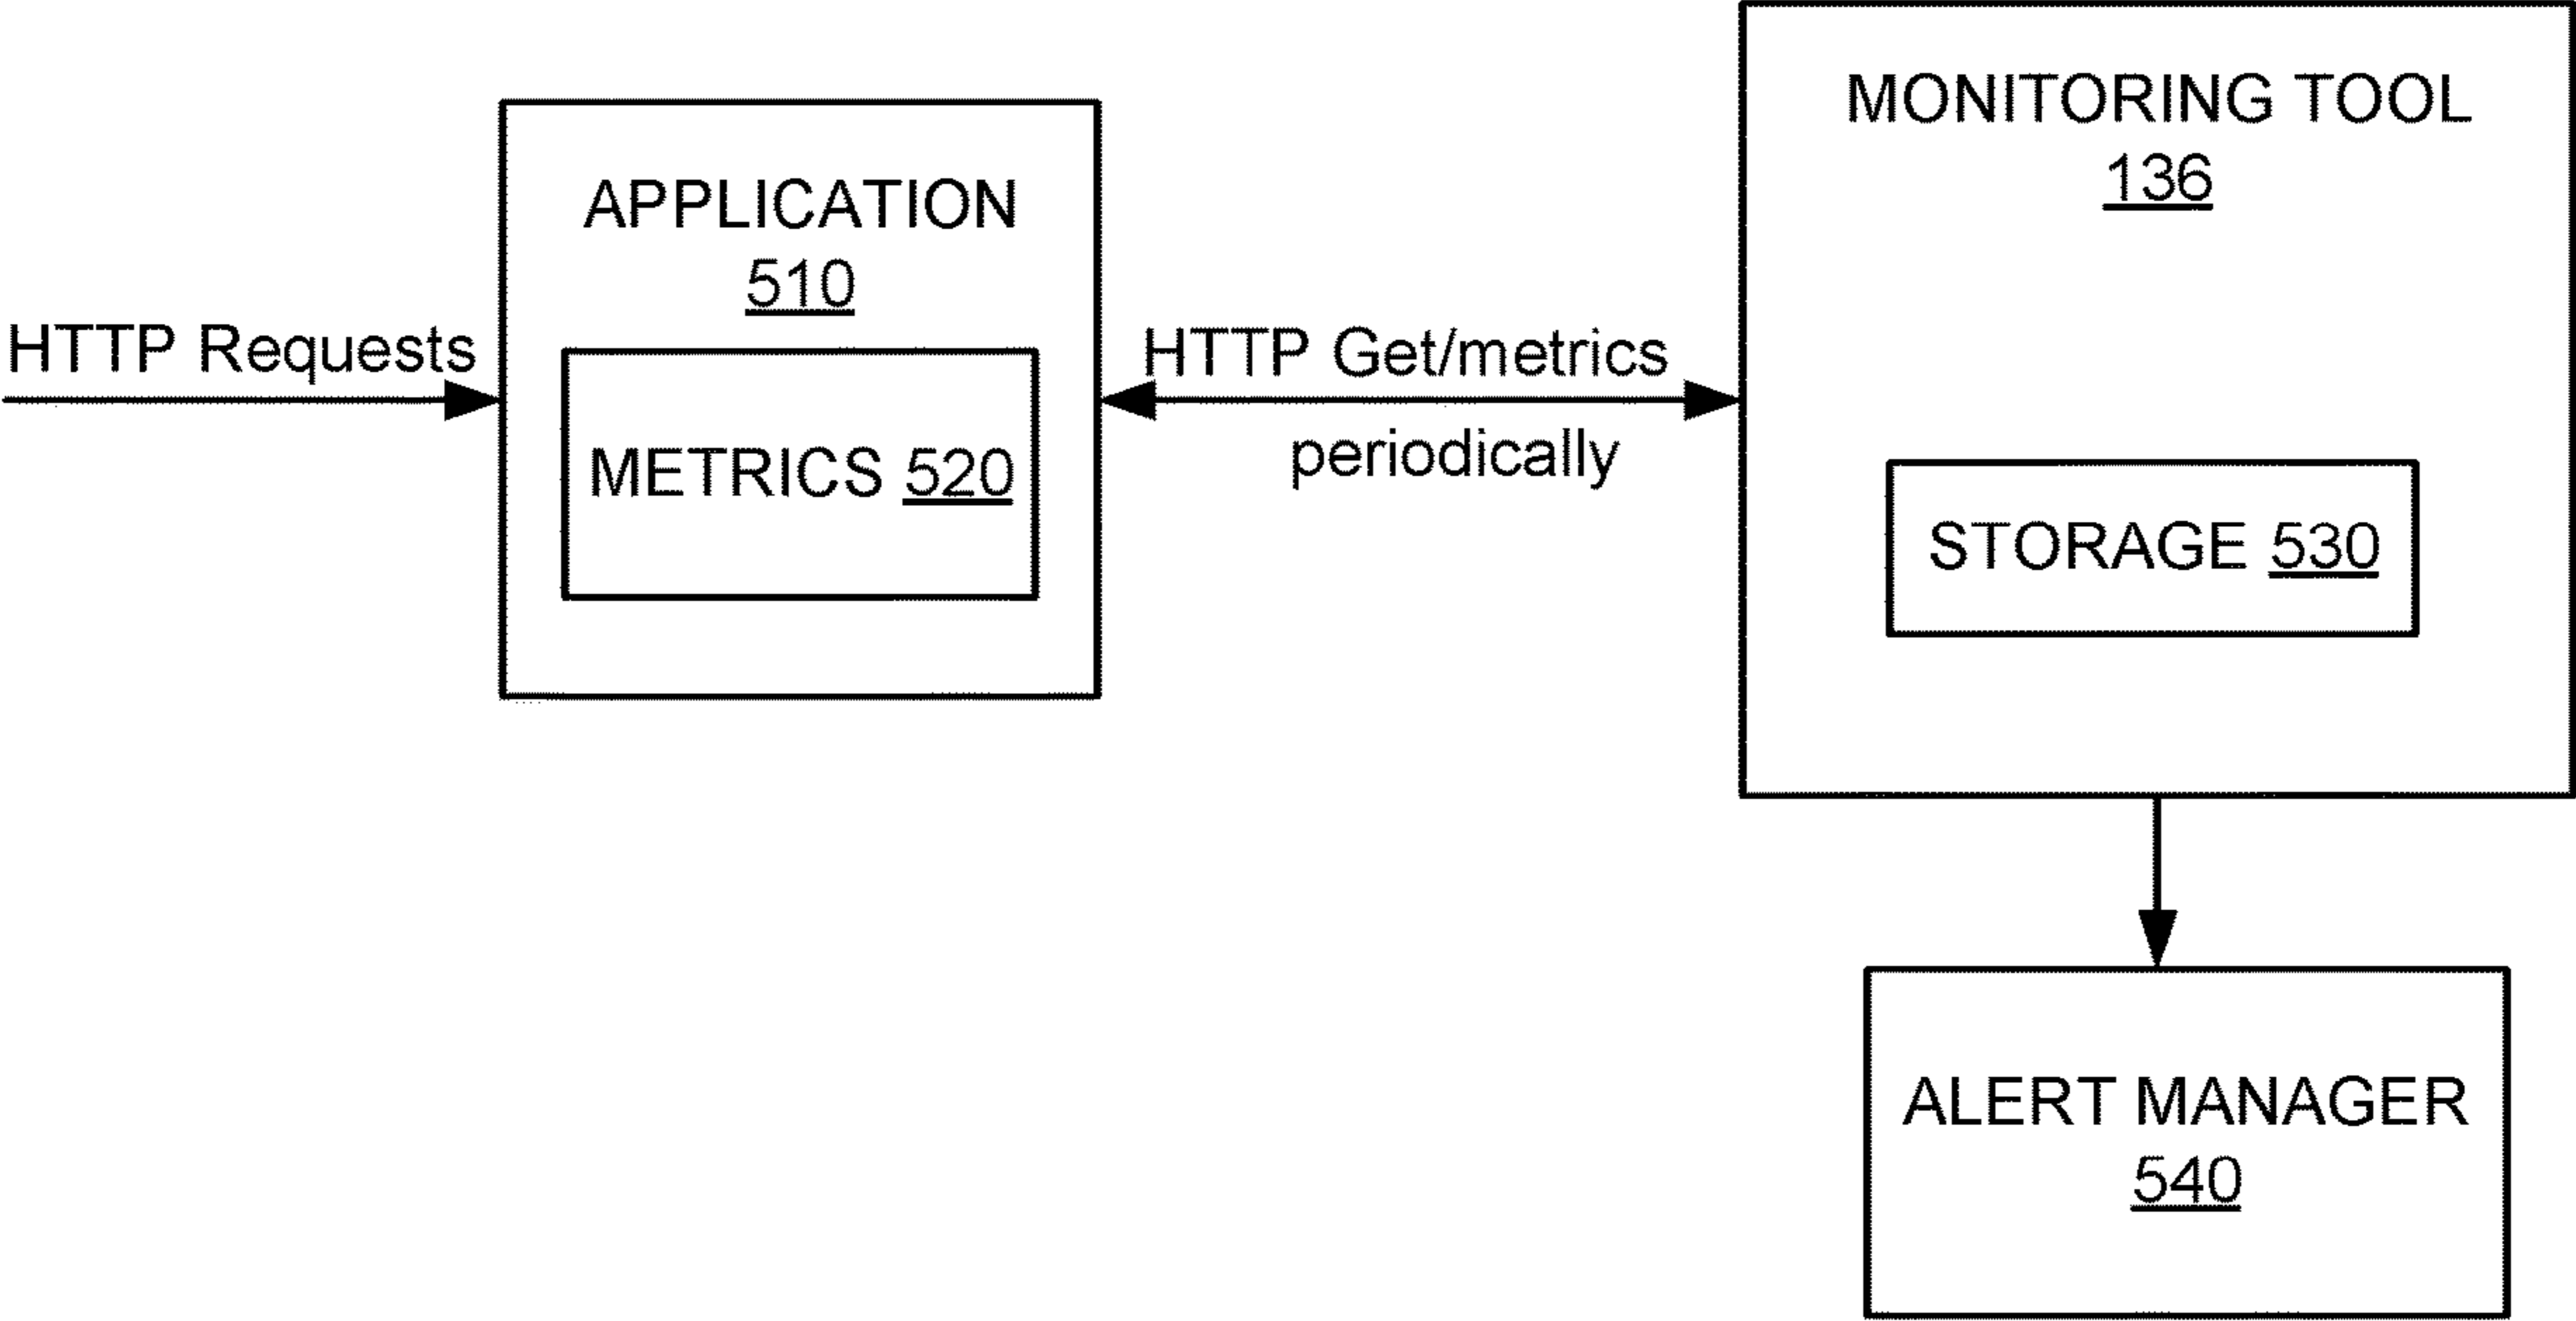 HTTP Requests
APPLICATION
510
METRICS 520
HTTP Get/metrics
periodically
MONITORING TOOL
136
STORAGE 530
ALERT MANAGER
540